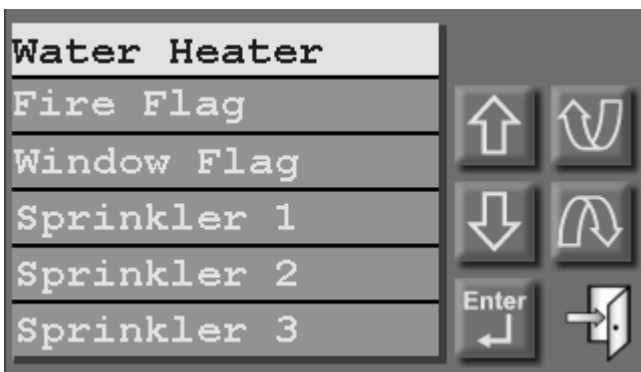 Water Heater
Fire Flag
Window Flag
Sprinkler 1
Sprinkler 2
Sprinkler 3
Enter